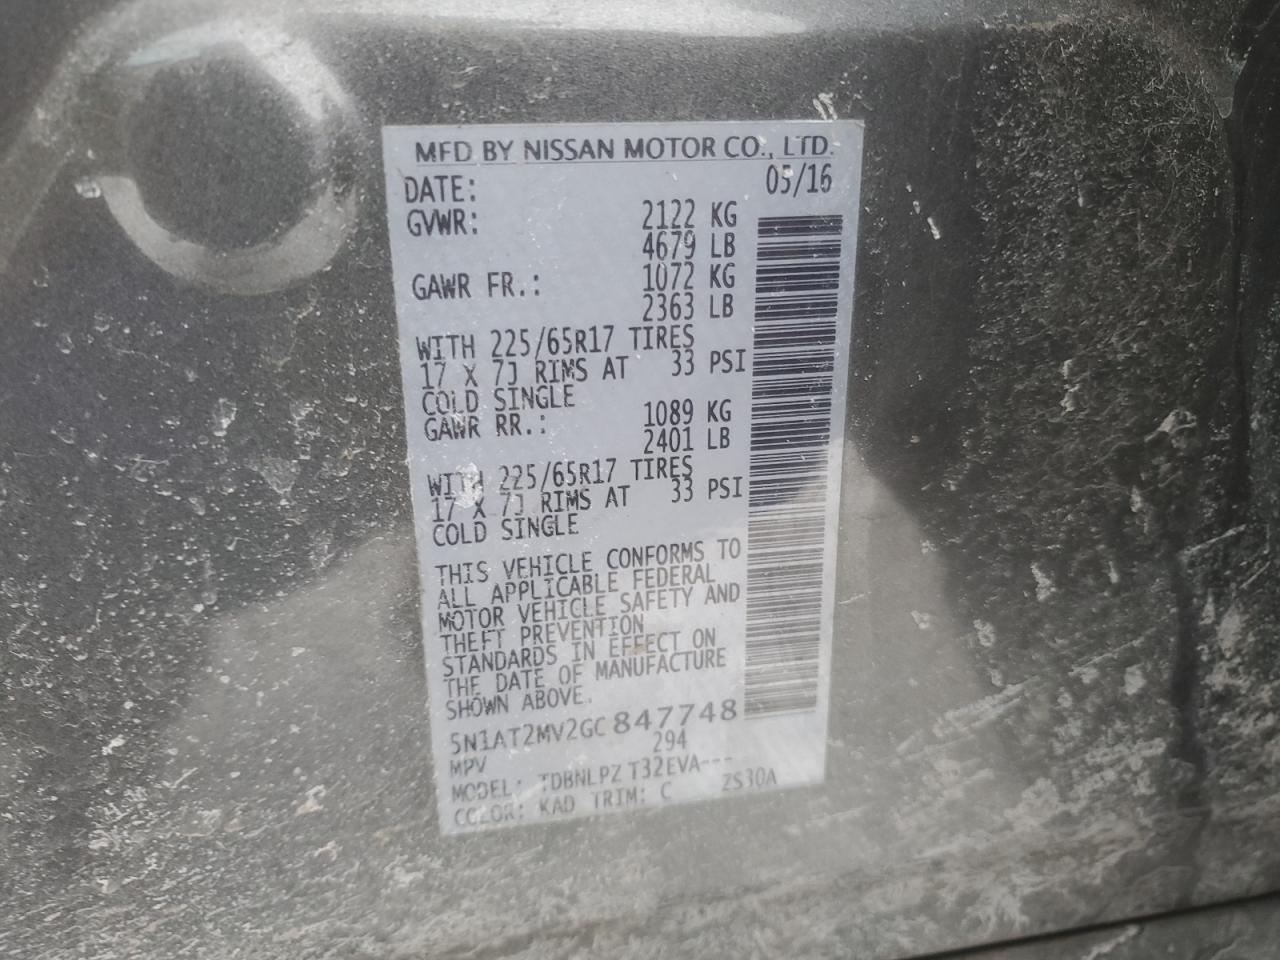 MFD BY NISSAN MOTOR CO., LTD.
DATE: 05/16
GVWR: 2122 KG
4679 LB
GAWR FR.: 1072 KG
2363 LB
WITH 225/65R17 TIRES
17 X 7J RIMS AT 33 PSI
COLD SINGLE
GAWR RR.: 1089 KG
2401 LB
WITH 225/65R17 TIRES
17 X 7J RIMS AT 33 PSI
COLD SINGLE
THIS VEHICLE CONFORMS TO
ALL APPLICABLE FEDERAL
MOTOR VEHICLE SAFETY AND
THEFT PREVENTION
STANDARDS IN EFFECT ON
THE DATE OF MANUFACTURE
SHOWN ABOVE.
5N1AT2MV2GC847748
MPV 294
MODEL: TDBNLPZ T32EVA---
COLOR: KAD TRIM: C ZS30A